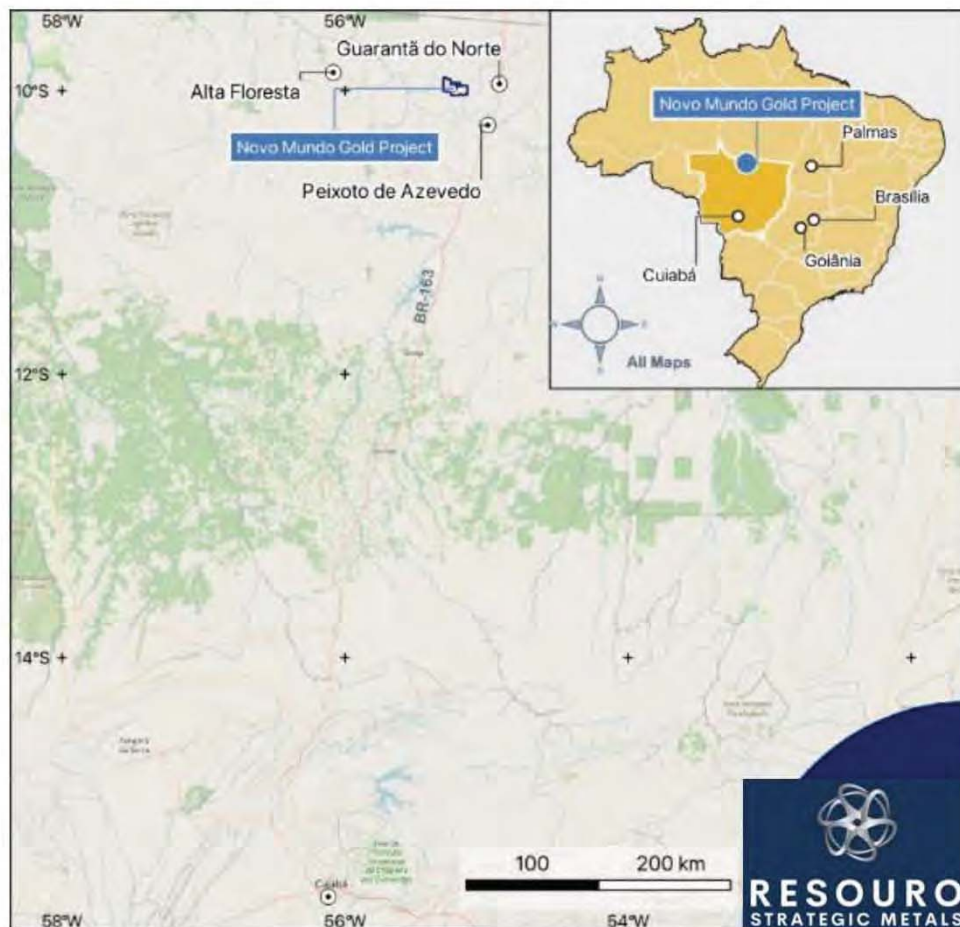 58°W
56°W
Guarantã do Norte
10°S
Alta Floresta
Novo Mundo Gold Project
Peixoto de Azevedo
BR-163
12°S
14°S
Cuiabá
58°W
56°W
54°W
100
200 km
Novo Mundo Gold Project
Palmas
Brasília
Goiânia
Cuiabá
N
All Maps
RESOURO
STRATEGIC METALS